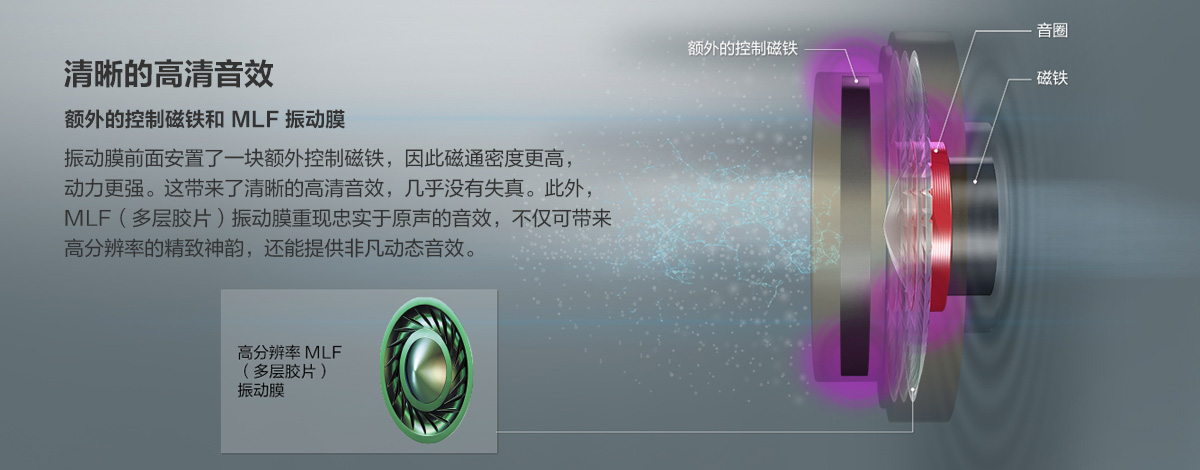 清晰的高清音效
额外的控制磁铁和 MLF 振动膜
振动膜前面安置了一块额外控制磁铁，因此磁通密度更高，
动力更强。这带来了清晰的高清音效，几乎没有失真。此外，
MLF（多层胶片）振动膜重现忠实于原声的音效，不仅可带来
高分辨率的精致神韵，还能提供非凡动态音效。
额外的控制磁铁
音圈
磁铁
高分辨率 MLF
（多层胶片）
振动膜